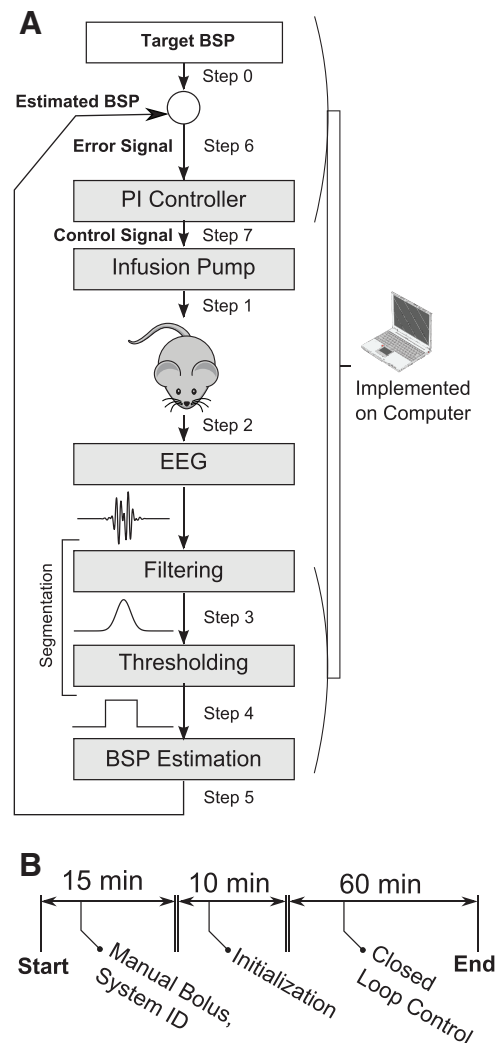 A
Target BSP
Step 0
Estimated BSP
Error Signal
Step 6
PI Controller
Control Signal
Step 7
Infusion Pump
Step 1
Implemented
on Computer
Step 2
EEG
Segmentation
Filtering
Step 3
Thresholding
Step 4
BSP Estimation
Step 5
B
15 min
10 min
60 min
Start
Manual Bolus,
System ID
Initialization
Closed
Loop Control
End